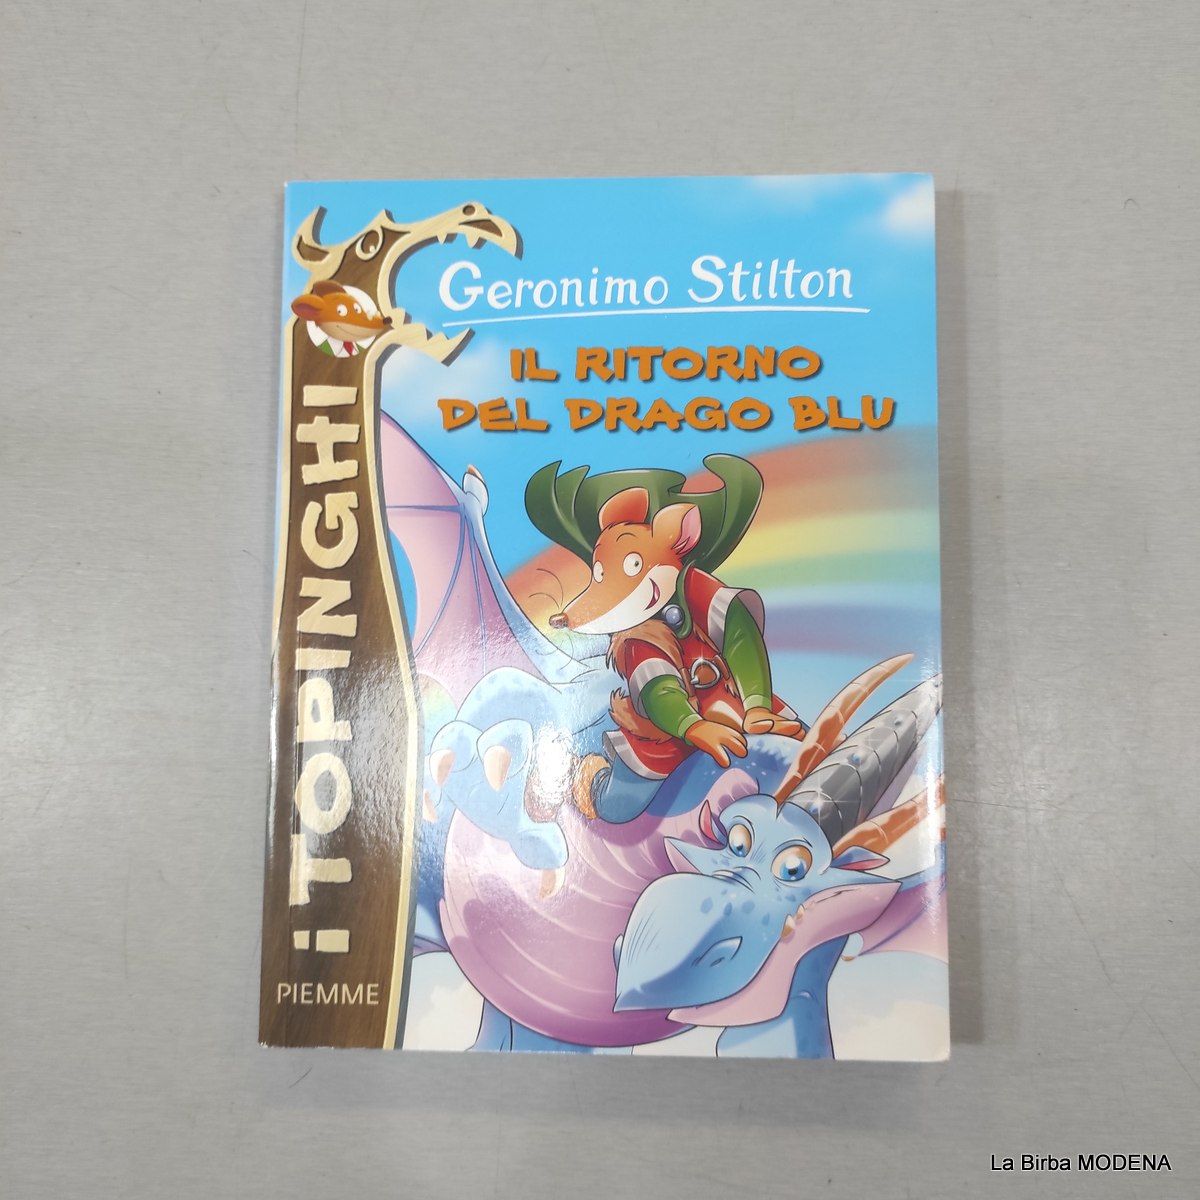 Geronimo Stilton
IL RITORNO
DEL DRAGO BLU
i TOPINGHI
PIEMME
La Birba MODENA